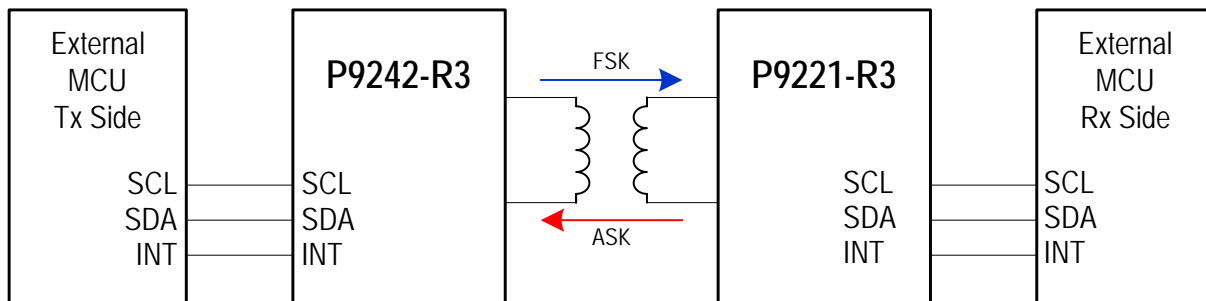 External
MCU
Tx Side
SCL
SDA
INT
P9242-R3
SCL
SDA
INT
FSK
ASK
P9221-R3
SCL
SDA
INT
External
MCU
Rx Side
SCL
SDA
INT